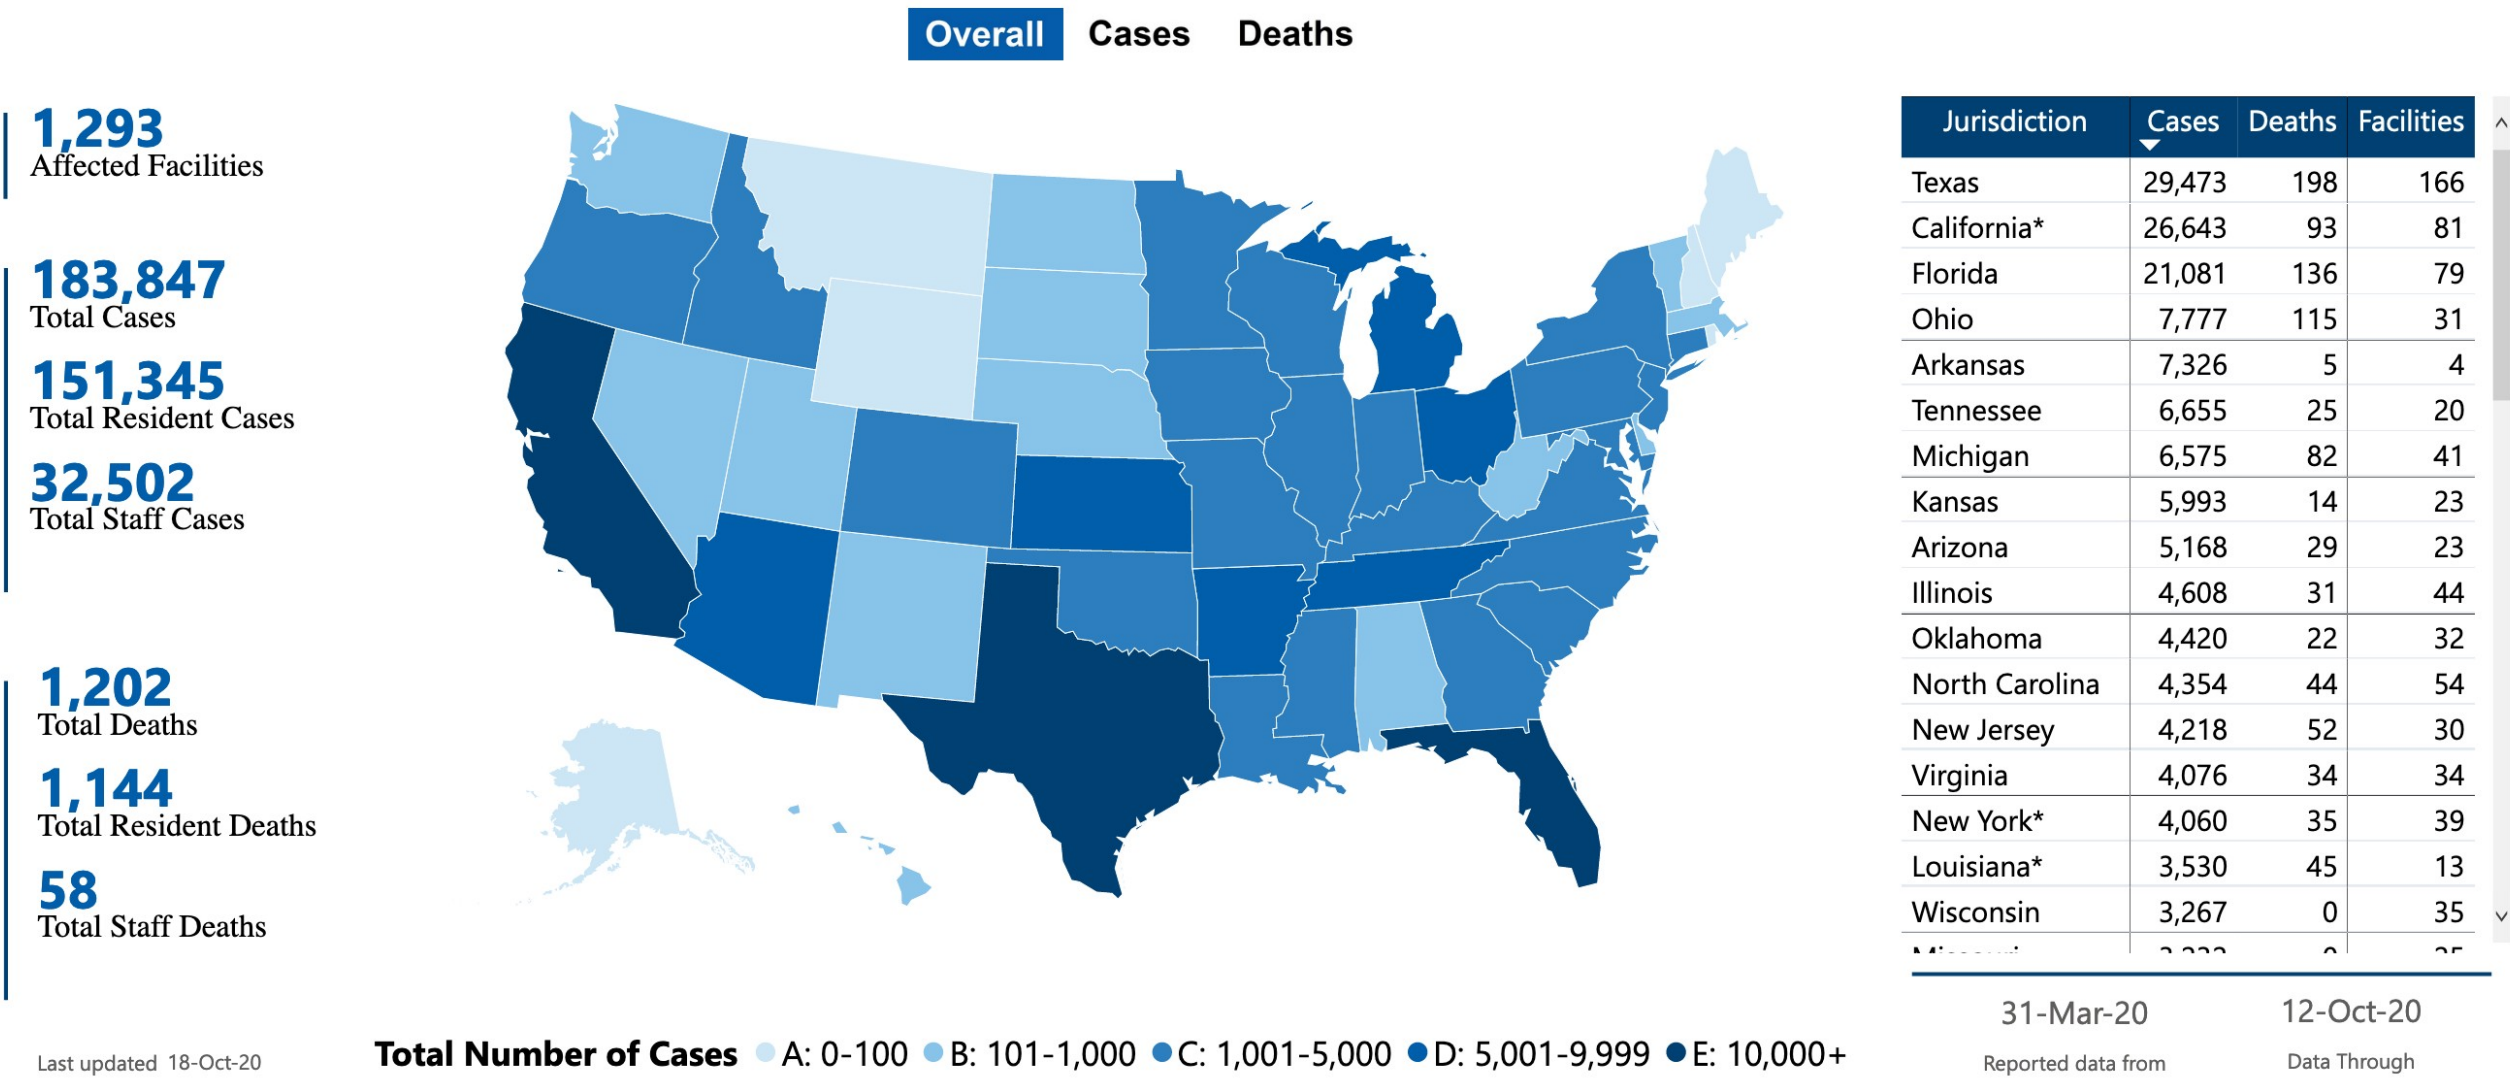 Overall Cases Deaths
1,293
Affected Facilities
183,847
Total Cases
151,345
Total Resident Cases
32,502
Total Staff Cases
1,202
Total Deaths
1,144
Total Resident Deaths
58
Total Staff Deaths
Last updated 18-Oct-20
Total Number of Cases A: 0-100 B: 101-1,000 C: 1,001-5,000 D: 5,001-9,999 E: 10,000+
Jurisdiction Cases Deaths Facilities
Texas 29,473 198 166
California* 26,643 93 81
Florida 21,081 136 79
Ohio 7,777 115 31
Arkansas 7,326 5 4
Tennessee 6,655 25 20
Michigan 6,575 82 41
Kansas 5,993 14 23
Arizona 5,168 29 23
Illinois 4,608 31 44
Oklahoma 4,420 22 32
North Carolina 4,354 44 54
New Jersey 4,218 52 30
Virginia 4,076 34 34
New York* 4,060 35 39
Louisiana* 3,530 45 13
Wisconsin 3,267 0 35
31-Mar-20 12-Oct-20
Reported data from Data Through